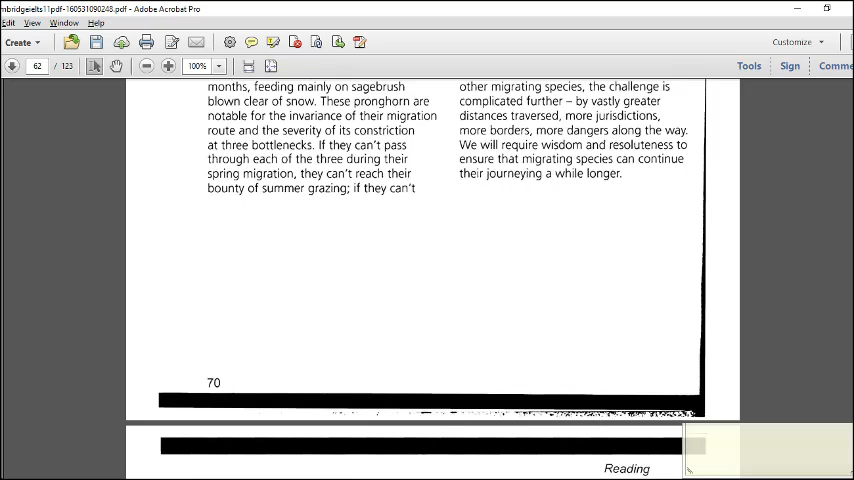 mbridgeielts11pdf-160531090248.pdf - Adobe Acrobat Pro
Edit View Window Help
Create Customize
62 / 123 100% Tools Sign Comme
months, feeding mainly on sagebrush
blown clear of snow. These pronghorn are
notable for the invariance of their migration
route and the severity of its constriction
at three bottlenecks. If they can't pass
through each of the three during their
spring migration, they can't reach their
bounty of summer grazing; if they can't
other migrating species, the challenge is
complicated further – by vastly greater
distances traversed, more jurisdictions,
more borders, more dangers along the way.
We will require wisdom and resoluteness to
ensure that migrating species can continue
their journeying a while longer.
70
Reading